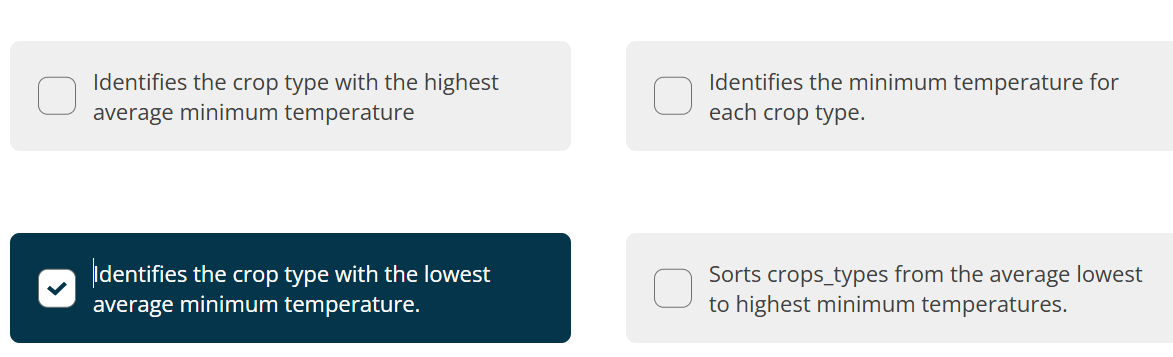 Identifies the crop type with the highest
average minimum temperature
Identifies the minimum temperature for
each crop type.
Identifies the crop type with the lowest
average minimum temperature.
Sorts crops_types from the average lowest
to highest minimum temperatures.